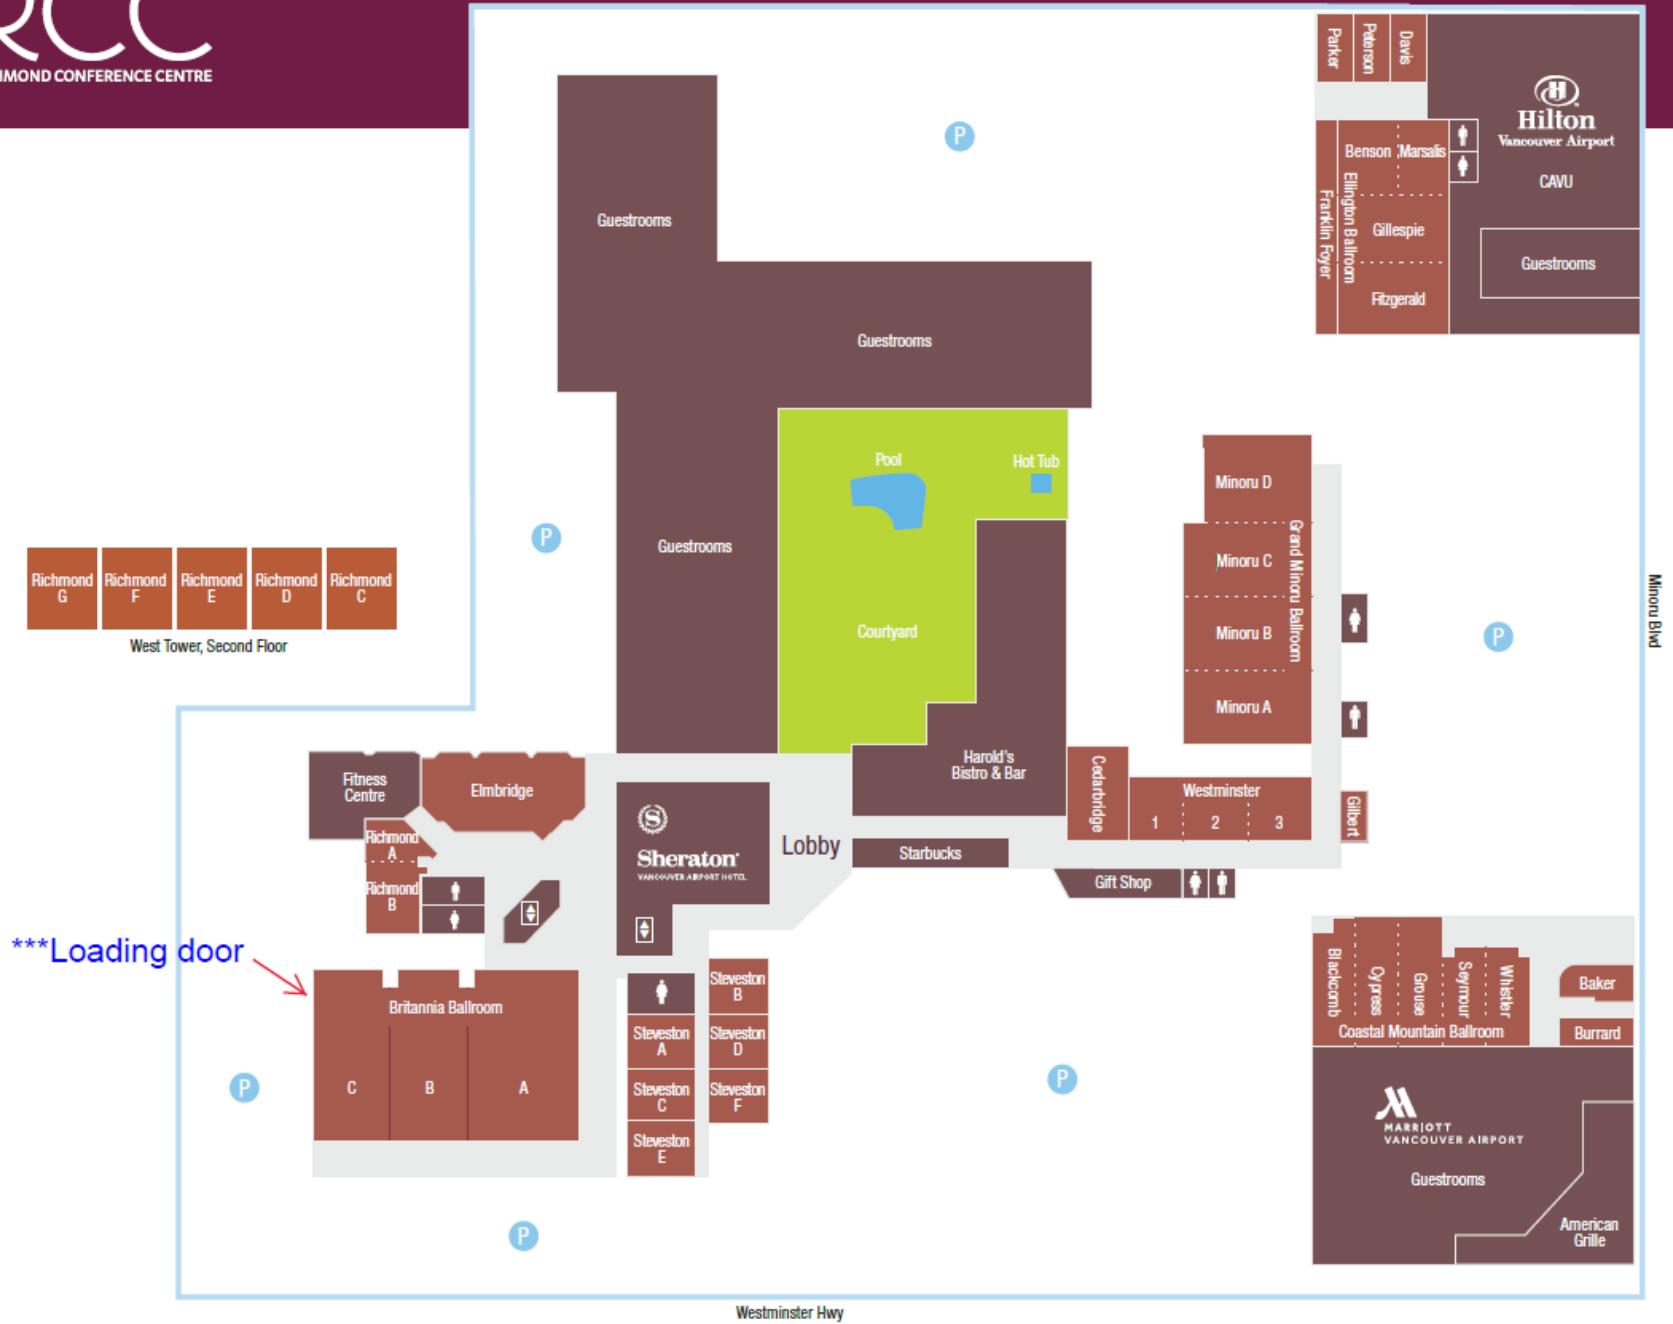 RCC
Parker
Peterson
Davis
Hilton
Vancouver Airport
CAVU
Guestrooms
Benson
Marsalis
Ellington Ballroom
Franklin Foyer
Gillespie
Fitzgerald
P
Guestrooms
Guestrooms
Guestrooms
Pool
Hot Tub
Courtyard
P
Minoru D
Minoru C
Minoru B
Minoru A
Grand Minoru Ballroom
P
Minoru Blvd
Richmond
G
Richmond
F
Richmond
E
Richmond
D
Richmond
C
West Tower, Second Floor
Fitness
Centre
Elmbridge
Richmond
A
Richmond
B
Sheraton
VANCOUVER AIRPORT HOTEL
Lobby
Harold's
Bistro & Bar
Starbucks
Cedarbridge
Westminster
1
2
3
Gilbert
Gift Shop
***Loading door
Britannia Ballroom
C
B
A
P
Steveston
B
Steveston
A
Steveston
D
Steveston
C
Steveston
F
Steveston
E
P
P
Blackcomb
Cypress
Grouse
Seymour
Whistler
Coastal Mountain Ballroom
Baker
Burrard
MARRIOTT
VANCOUVER AIRPORT
Guestrooms
American
Grille
Westminster Hwy